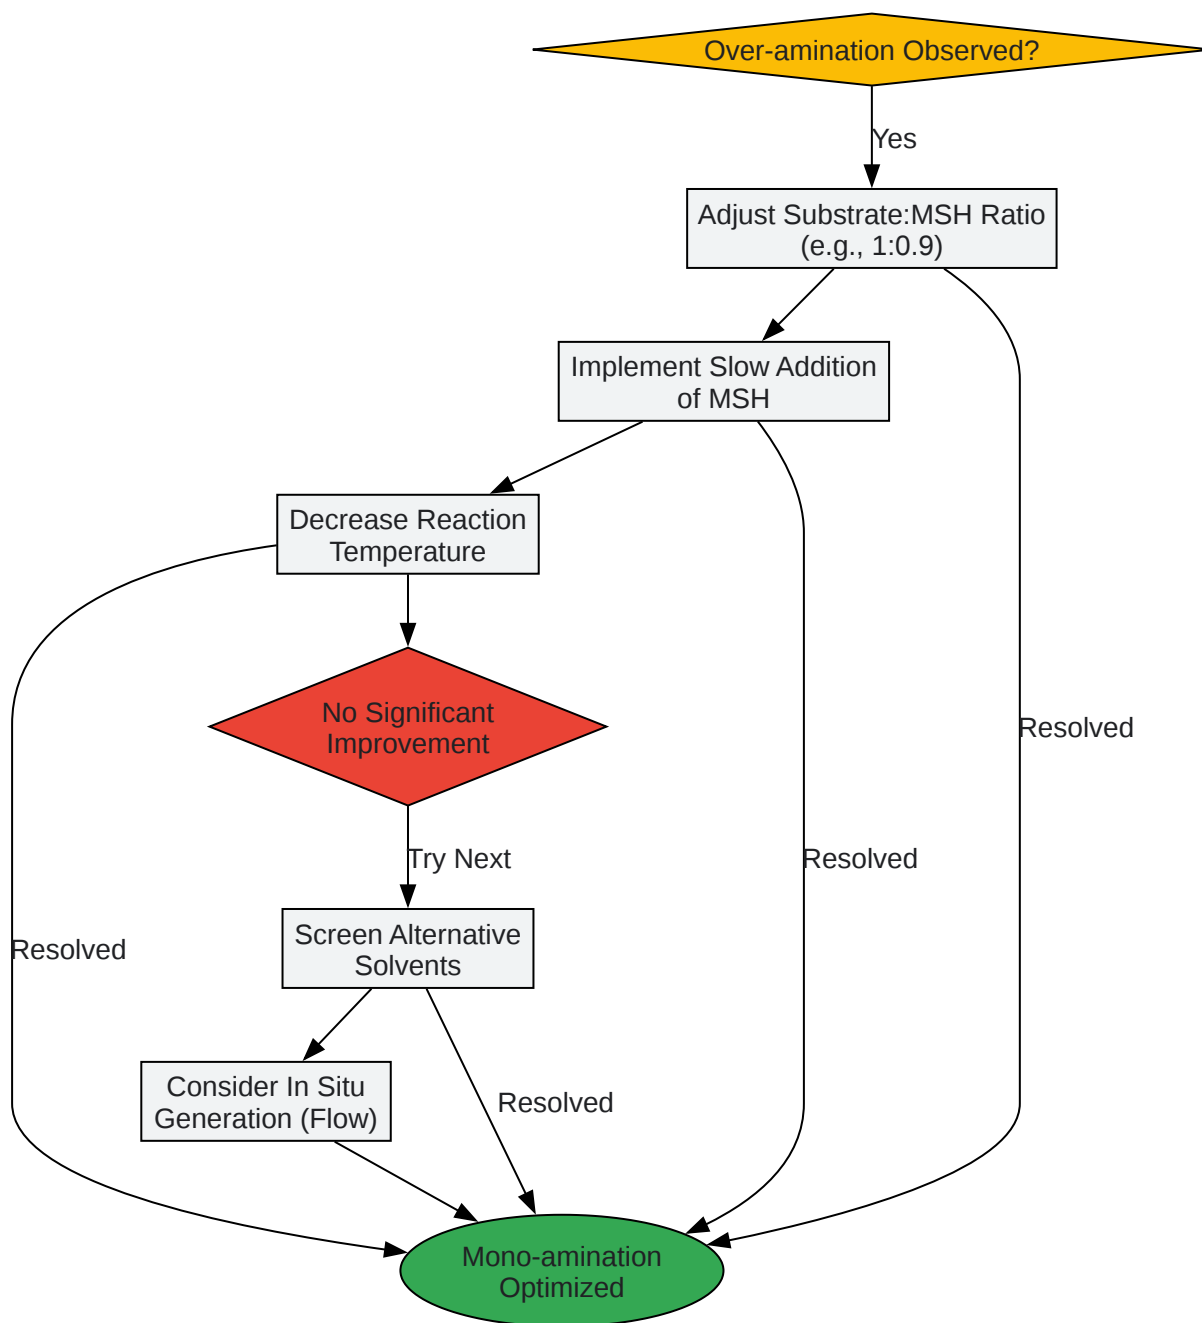 Over-amination Observed?
Yes
Adjust Substrate:MSH Ratio
(e.g., 1:0.9)
Implement Slow Addition
of MSH
Decrease Reaction
Temperature
No Significant
Improvement
Resolved
Try Next
Resolved
Screen Alternative
Solvents
Resolved
Consider In Situ
Generation (Flow)
Resolved
Mono-amination
Optimized